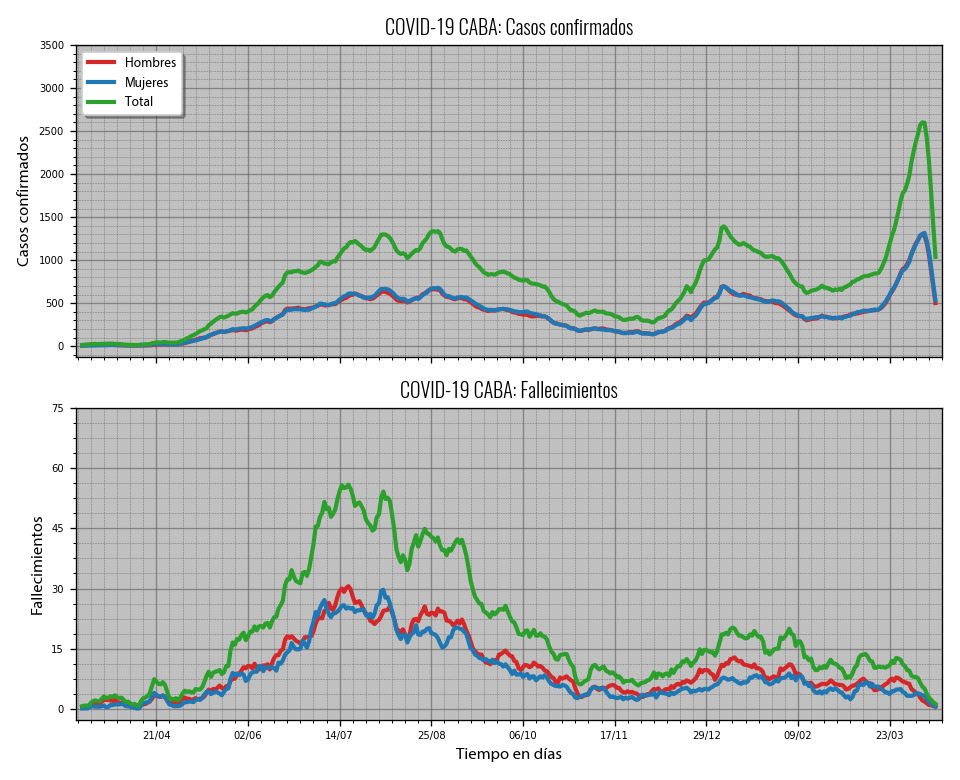 COVID-19 CABA: Casos confirmados
3500
3000
2500
2000
1500
1000
500
0
Casos confirmados
Hombres
Mujeres
Total
COVID-19 CABA: Fallecimientos
75
60
45
30
15
0
Fallecimientos
21/04 02/06 14/07 25/08 06/10 17/11 29/12 09/02 23/03
Tiempo en días